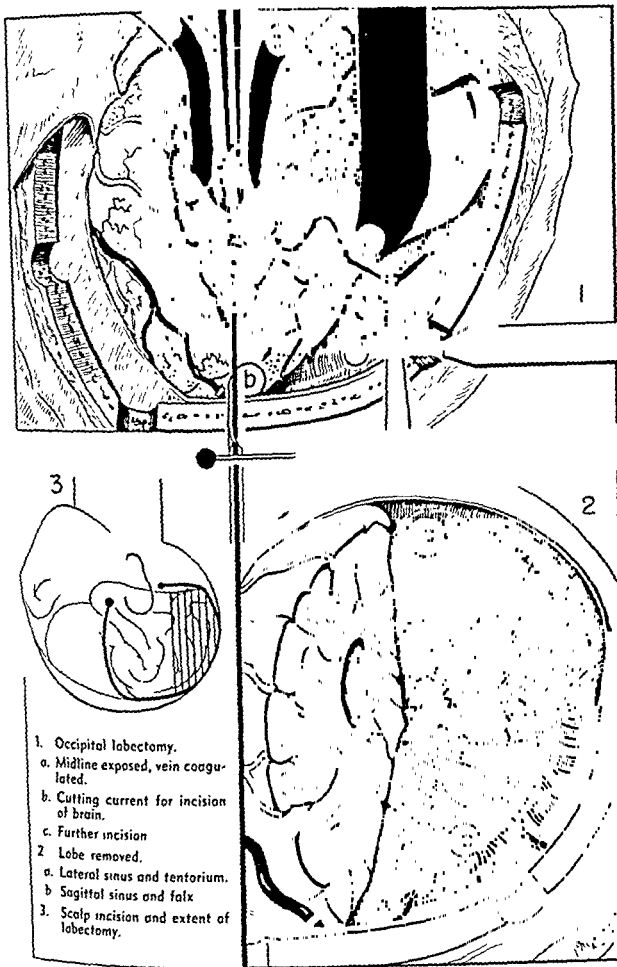 1
b
3
2
1. Occipital lobectomy.
a. Midline exposed, vein coagu-
lated.
b. Cutting current for incision
of brain.
c. Further incision
2 Lobe removed.
a. Lateral sinus and tentorium.
b Sagittal sinus and falx
3. Scalp incision and extent of
lobectomy.